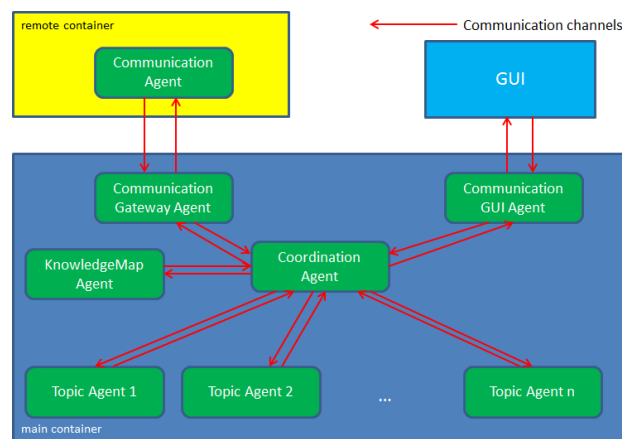 remote container
Communication channels
Communication
Agent
GUI
Communication
Gateway Agent
Communication
GUI Agent
KnowledgeMap
Agent
Coordination
Agent
Topic Agent 1
Topic Agent 2
...
Topic Agent n
main container